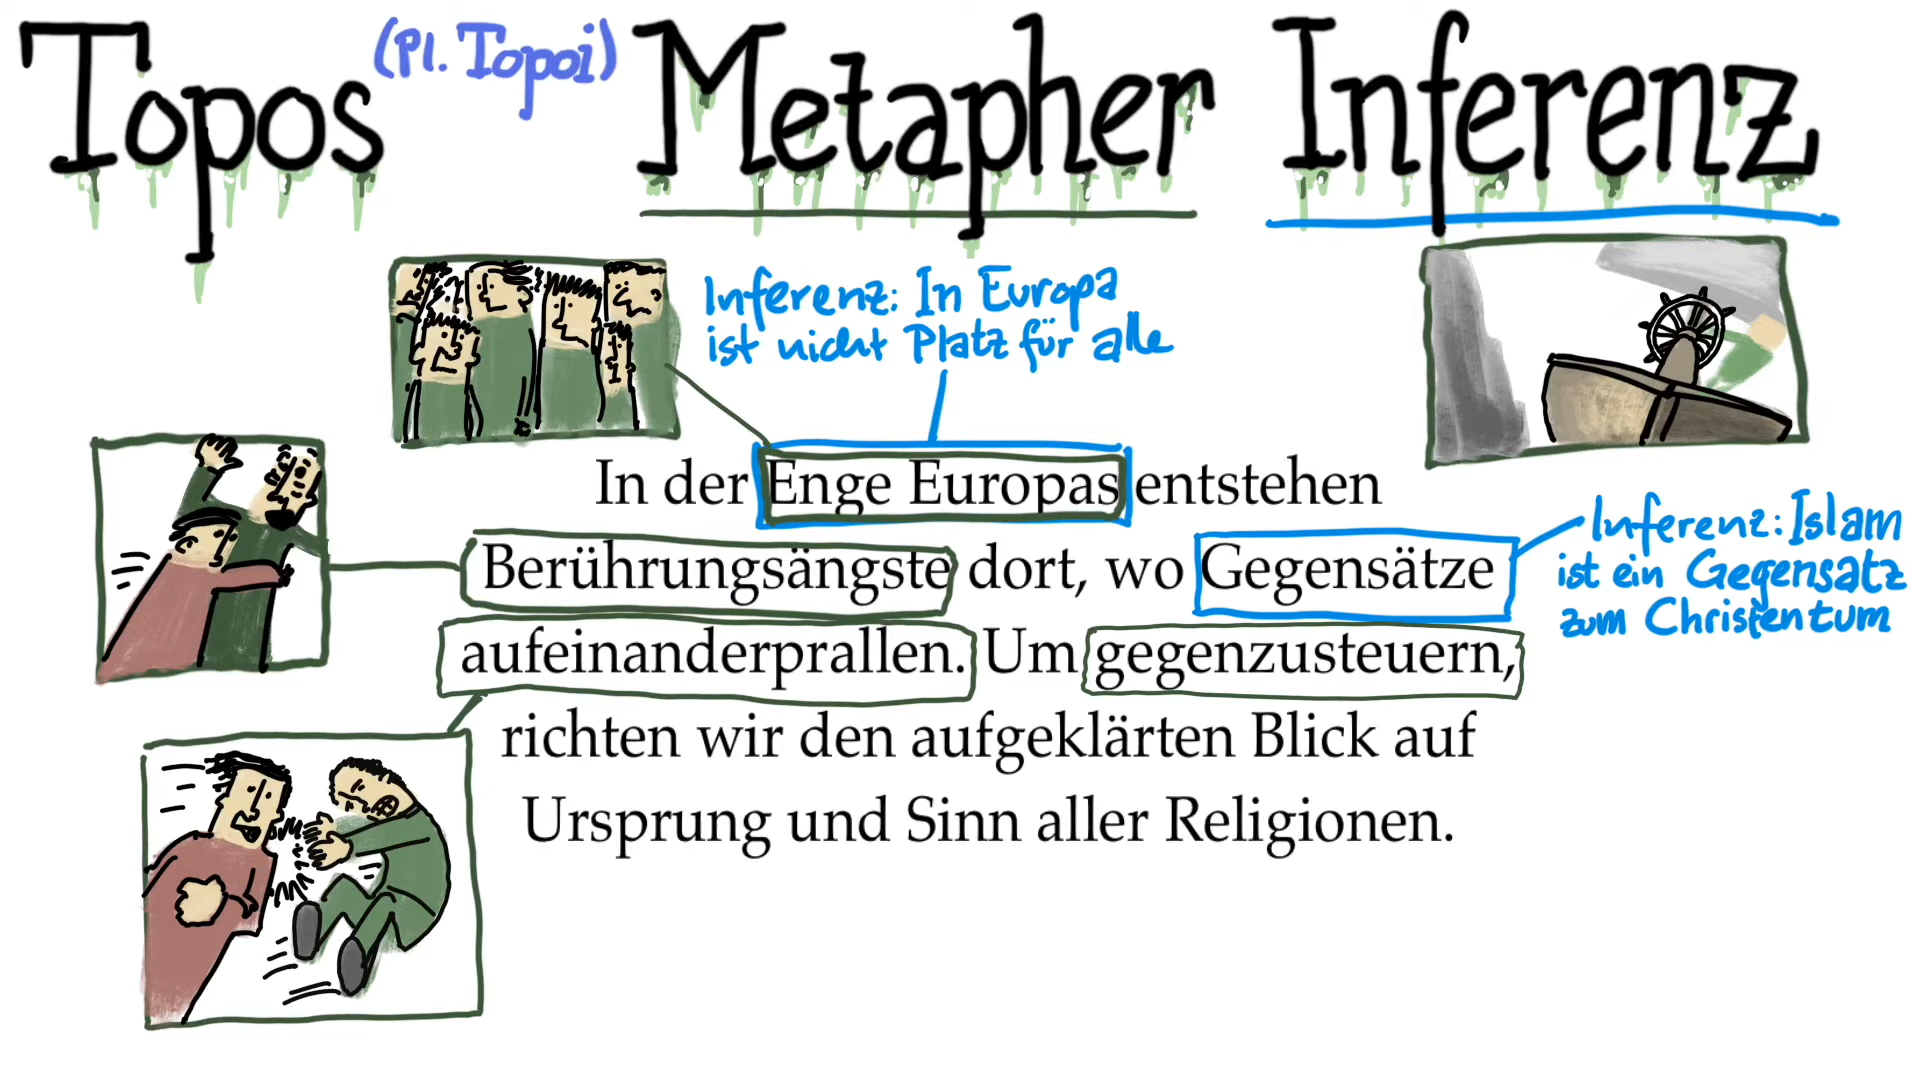 Topos (Pl. Topoi) Metapher Inferenz
Inferenz: In Europa
ist nicht Platz für alle
In der Enge Europas entstehen
Berührungsängste dort, wo Gegensätze
aufeinanderprallen. Um gegenzusteuern,
richten wir den aufgeklärten Blick auf
Ursprung und Sinn aller Religionen.
Inferenz: Islam
ist ein Gegensatz
zum Christentum